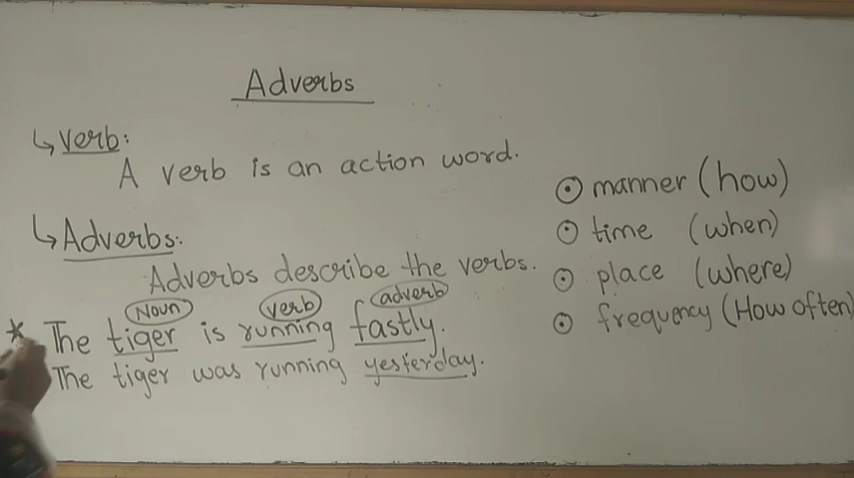 Adverbs
↳ verb:
A verb is an action word.
↳ Adverbs:
Adverbs describe the verbs.
Noun verb adverb
* The tiger is running fastly.
The tiger was running yesterday.
⊙ manner (how)
⊙ time (when)
⊙ place (where)
⊙ frequency (How often)